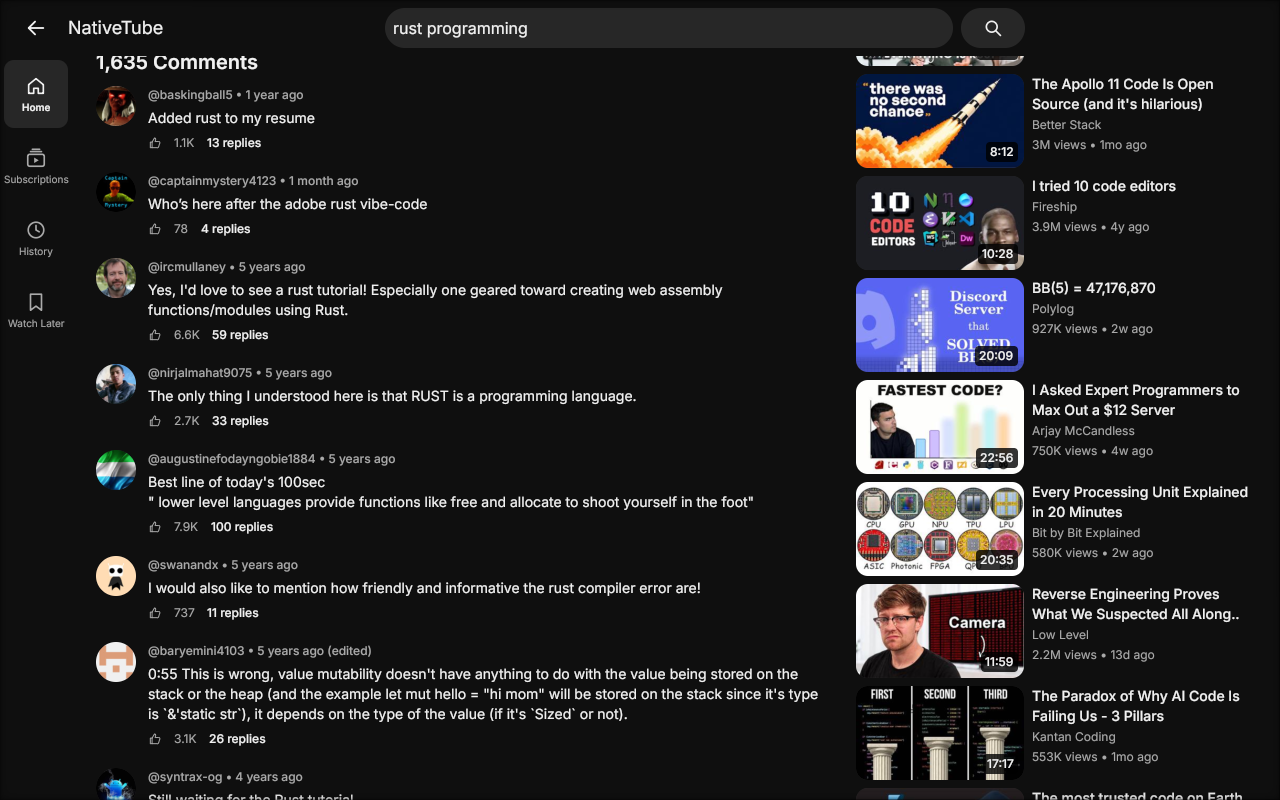 NativeTube
rust programming
Home
Subscriptions
History
Watch Later
1,635 Comments
@baskingball5 • 1 year ago
Added rust to my resume
1.1K 13 replies
@captainmystery4123 • 1 month ago
Who's here after the adobe rust vibe-code
78 4 replies
@ircmullaney • 5 years ago
Yes, I'd love to see a rust tutorial! Especially one geared toward creating web assembly
functions/modules using Rust.
6.6K 59 replies
@nirjalmahat9075 • 5 years ago
The only thing I understood here is that RUST is a programming language.
2.7K 33 replies
@augustinefodayngobie1884 • 5 years ago
Best line of today's 100sec
" lower level languages provide functions like free and allocate to shoot yourself in the foot"
7.9K 100 replies
@swanandx • 5 years ago
I would also like to mention how friendly and informative the rust compiler error are!
737 11 replies
@baryemini4103 • 5 years ago (edited)
0:55 This is wrong, value mutability doesn't have anything to do with the value being stored on the
stack or the heap (and the example let mut hello = "hi mom" will be stored on the stack since it's type
is `&'static str`), it depends on the type of the value (if it's `Sized` or not).
3.1K 26 replies
@syntrax-og • 4 years ago
Still waiting for the Rust tutorial
"there was
no second
chance"
8:12
The Apollo 11 Code Is Open
Source (and it's hilarious)
Better Stack
3M views • 1mo ago
10
CODE
EDITORS
10:28
I tried 10 code editors
Fireship
3.9M views • 4y ago
Discord
Server
that
SOLVED
20:09
BB(5) = 47,176,870
Polylog
927K views • 2w ago
FASTEST CODE?
22:56
I Asked Expert Programmers to
Max Out a $12 Server
Arjay McCandless
750K views • 4w ago
CPU GPU NPU TPU LPU
ASIC Photonic FPGA
20:35
Every Processing Unit Explained
in 20 Minutes
Bit by Bit Explained
580K views • 2w ago
Camera
11:59
Reverse Engineering Proves
What We Suspected All Along..
Low Level
2.2M views • 13d ago
FIRST SECOND THIRD
17:17
The Paradox of Why AI Code Is
Failing Us - 3 Pillars
Kantan Coding
553K views • 1mo ago
The most trusted code on Earth